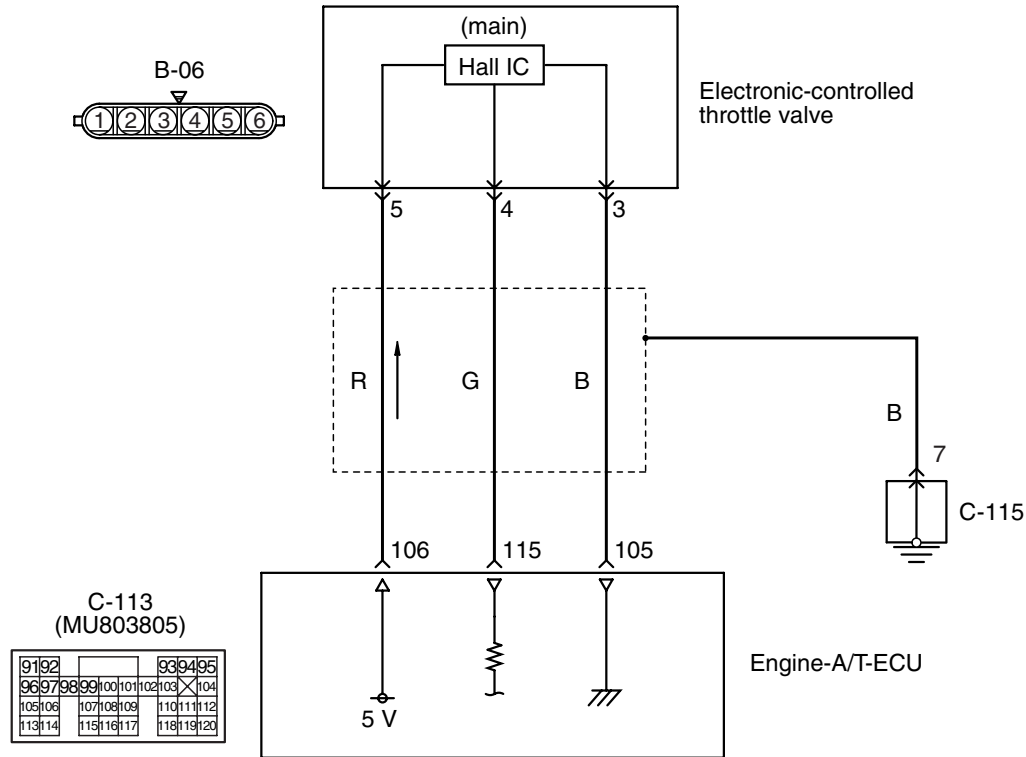 (main)
Hall IC
Electronic-controlled
throttle valve
B-06
1 2 3 4 5 6
5 4 3
R G B
B
7
C-115
106 115 105
C-113
(MU803805)
91 92 93 94 95
96 97 98 99 100 101 102 103 104
105 106 107 108 109 110 111 112
113 114 115 116 117 118 119 120
5 V
Engine-A/T-ECU